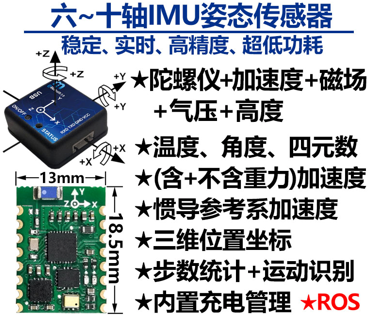 六~十轴IMU姿态传感器
稳定、实时、高精度、超低功耗
+Z
+Y
+X
USB
ON/OFF
STATUS
★陀螺仪+加速度+磁场
+气压+高度
★温度、角度、四元数
★(含+不含重力)加速度
★惯导参考系加速度
★三维位置坐标
★步数统计+运动识别
★内置充电管理 ★ROS
13mm
18.5mm
Y
Z
X